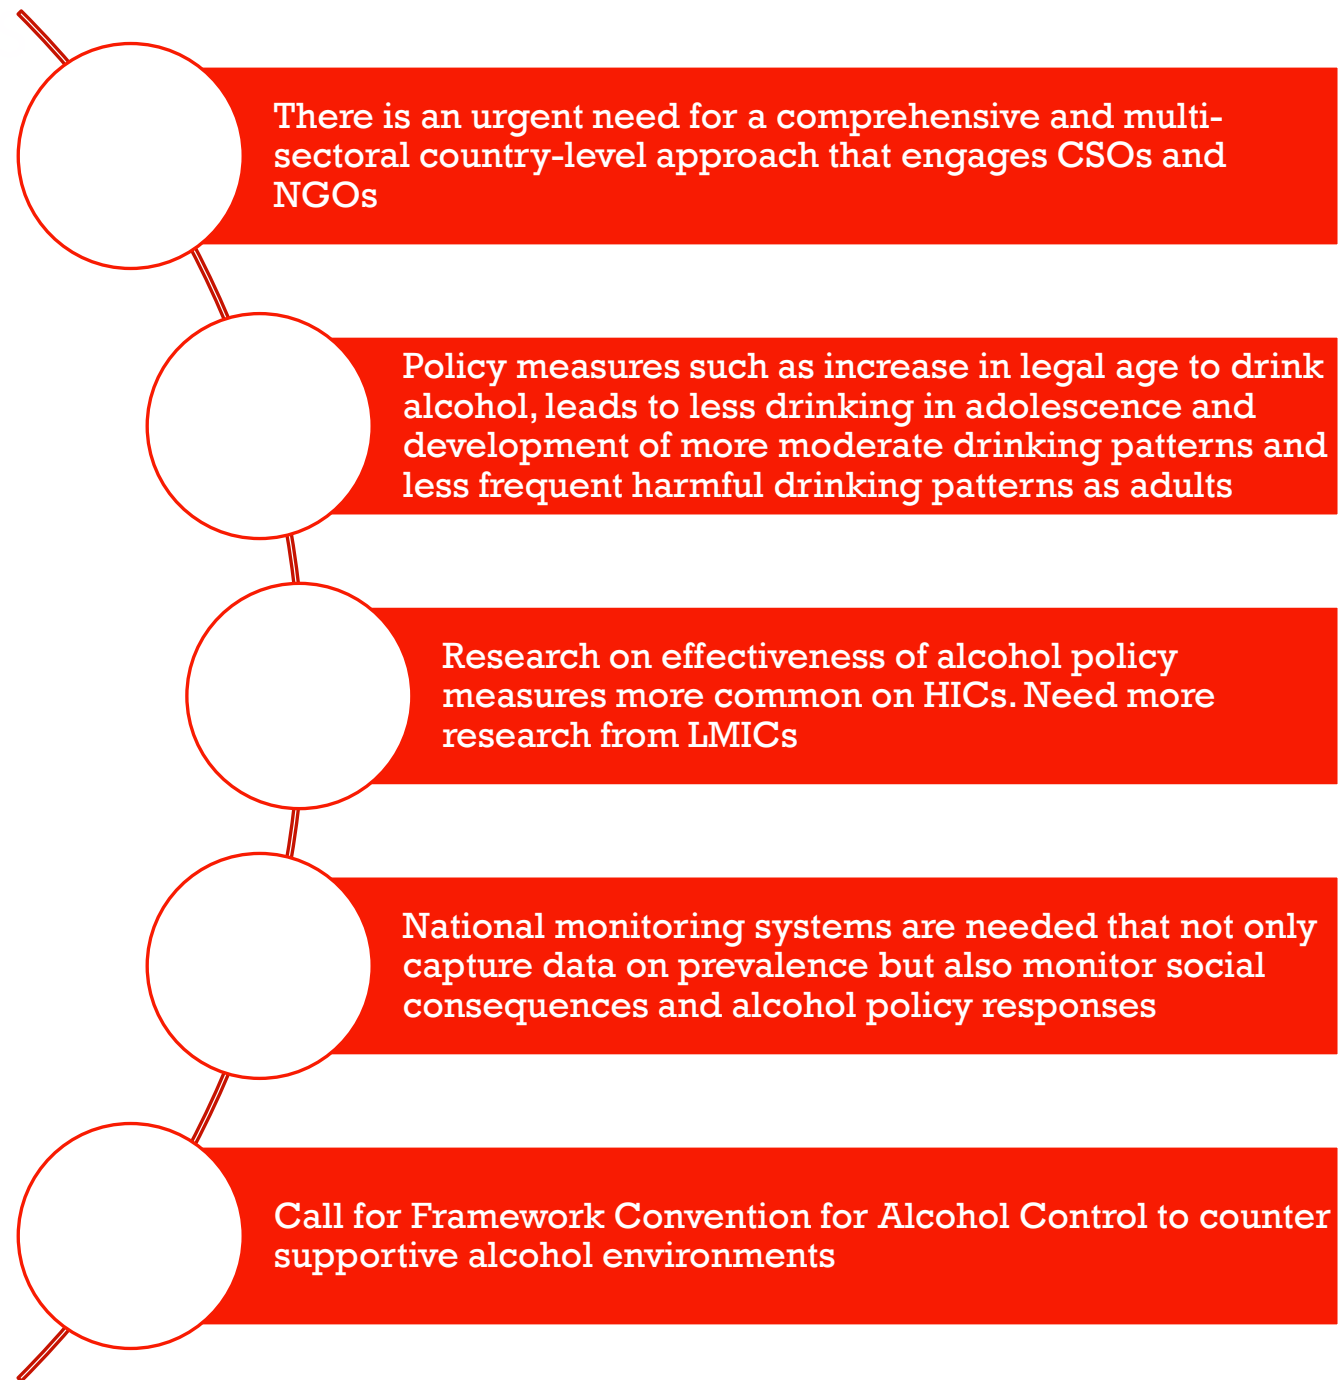 There is an urgent need for a comprehensive and multi-
sectoral country-level approach that engages CSOs and
NGOs
Policy measures such as increase in legal age to drink
alcohol, leads to less drinking in adolescence and
development of more moderate drinking patterns and
less frequent harmful drinking patterns as adults
Research on effectiveness of alcohol policy
measures more common on HICs. Need more
research from LMICs
National monitoring systems are needed that not only
capture data on prevalence but also monitor social
consequences and alcohol policy responses
Call for Framework Convention for Alcohol Control to counter
supportive alcohol environments